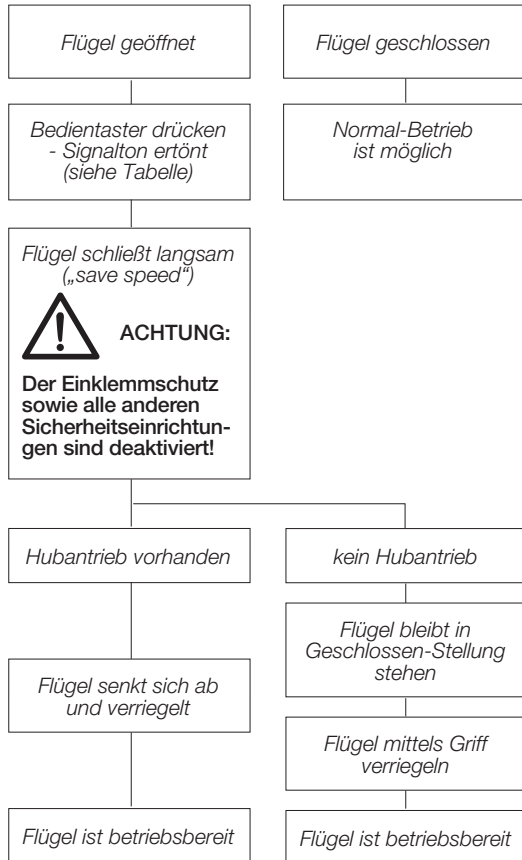 Flügel geöffnet
Bedientaster drücken
- Signalton ertönt
(siehe Tabelle)
Flügel schließt langsam
(„save speed“)
ACHTUNG:
Der Einklemmschutz
sowie alle anderen
Sicherheitseinrichtun-
gen sind deaktiviert!
Hubantrieb vorhanden
Flügel senkt sich ab
und verriegelt
Flügel ist betriebsbereit
Flügel geschlossen
Normal-Betrieb
ist möglich
kein Hubantrieb
Flügel bleibt in
Geschlossen-Stellung
stehen
Flügel mittels Griff
verriegeln
Flügel ist betriebsbereit